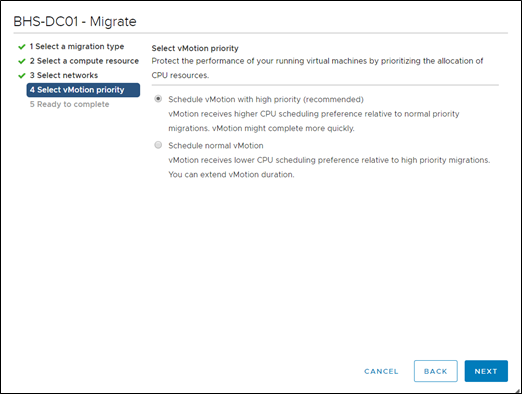 BHS-DC01 - Migrate
1 Select a migration type
2 Select a compute resource
3 Select networks
4 Select vMotion priority
5 Ready to complete
Select vMotion priority
Protect the performance of your running virtual machines by prioritizing the allocation of
CPU resources.
Schedule vMotion with high priority (recommended)
vMotion receives higher CPU scheduling preference relative to normal priority
migrations. vMotion might complete more quickly.
Schedule normal vMotion
vMotion receives lower CPU scheduling preference relative to high priority migrations.
You can extend vMotion duration.
CANCEL
BACK
NEXT